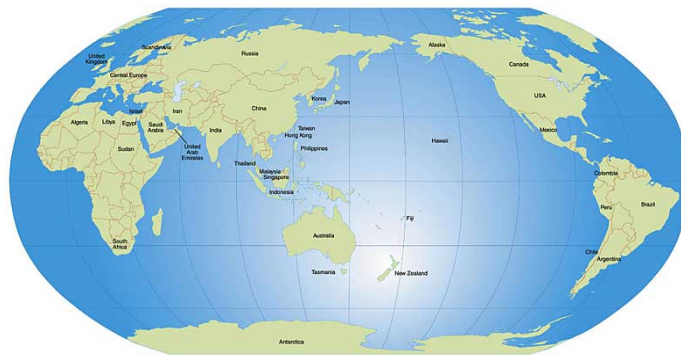 Scandinavia
United
Kingdom
Russia
Alaska
Canada
Central Europe
USA
Korea
Japan
China
Israel
Iran
Algeria
Libya
Egypt
Saudi
Arabia
India
Taiwan
Hong Kong
Mexico
Hawaii
Sudan
United
Arab
Emirates
Philippines
Thailand
Malaysia
Singapore
Colombia
Indonesia
Peru
Brazil
Fiji
Australia
South
Africa
Chile
Argentina
Tasmania
New Zealand
Antarctica